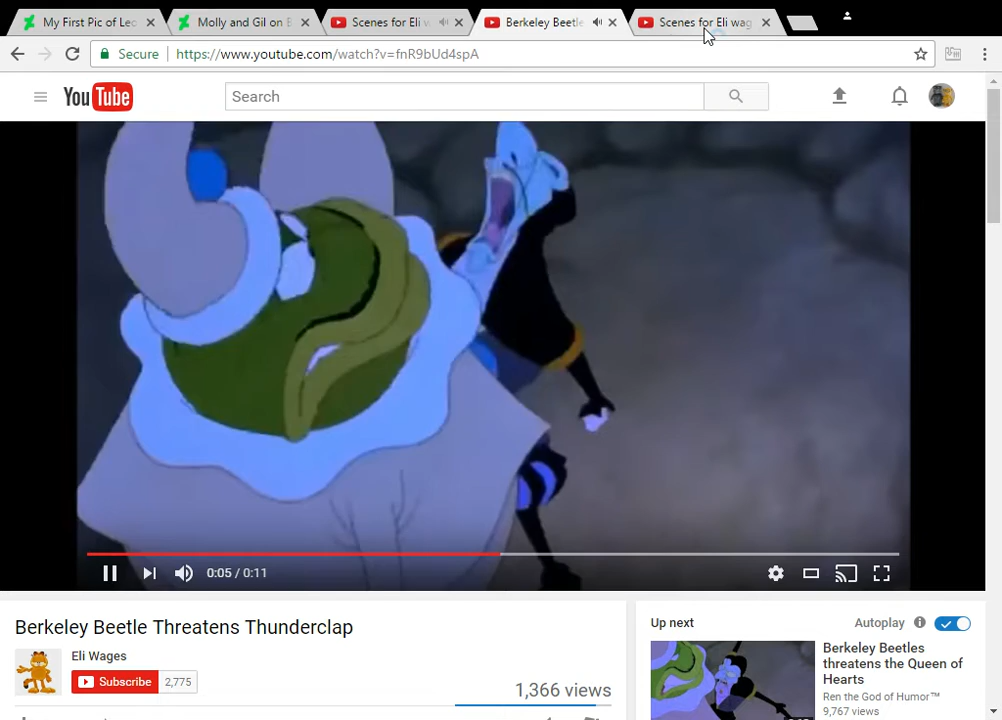 My First Pic of Leo
Molly and Gil on B
Scenes for Eli w
Berkeley Beetle
Scenes for Eli wag
Secure https://www.youtube.com/watch?v=fnR9bUd4spA
YouTube
Search
0:05 / 0:11
Berkeley Beetle Threatens Thunderclap
Eli Wages
Subscribe 2,775
1,366 views
Up next
Autoplay
Berkeley Beetles
threatens the Queen of
Hearts
Ren the God of Humor™
9,767 views